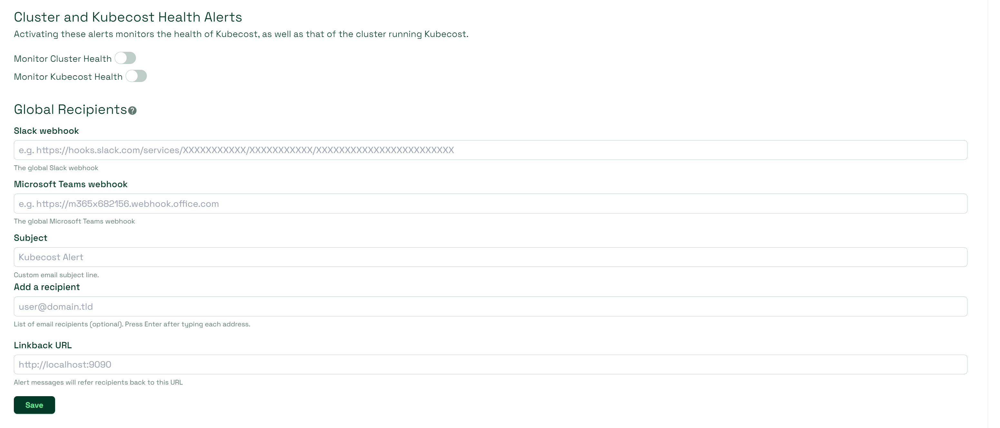 Cluster and Kubecost Health Alerts
Activating these alerts monitors the health of Kubecost, as well as that of the cluster running Kubecost.
Monitor Cluster Health
Monitor Kubecost Health
Global Recipients?
Slack webhook
e.g. https://hooks.slack.com/services/XXXXXXXXXXX/XXXXXXXXXXX/XXXXXXXXXXXXXXXXXXXXXXXX
The global Slack webhook
Microsoft Teams webhook
e.g. https://m365x682156.webhook.office.com
The global Microsoft Teams webhook
Subject
Kubecost Alert
Custom email subject line.
Add a recipient
user@domain.tld
List of email recipients (optional). Press Enter after typing each address.
Linkback URL
http://localhost:9090
Alert messages will refer recipients back to this URL
Save